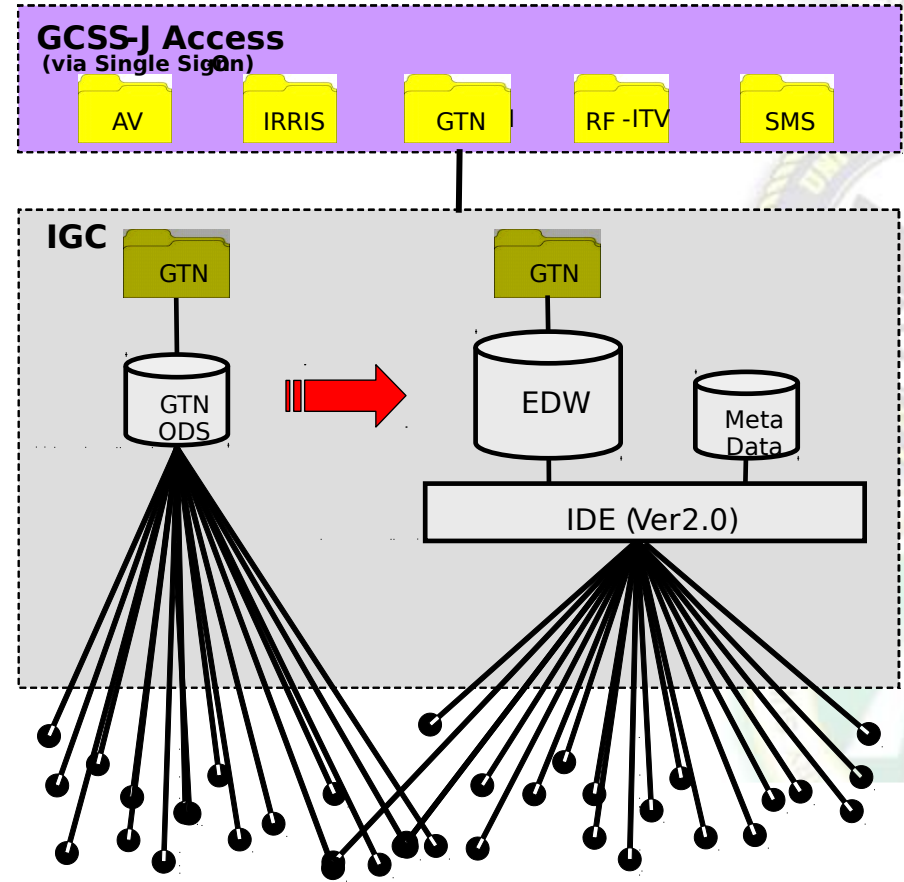 GCSS-J Access
(via Single Sign On)
AV
IRRIS
GTN
RF -ITV
SMS
IGC
GTN
GTN
GTN
ODS
EDW
Meta
Data
IDE (Ver2.0)